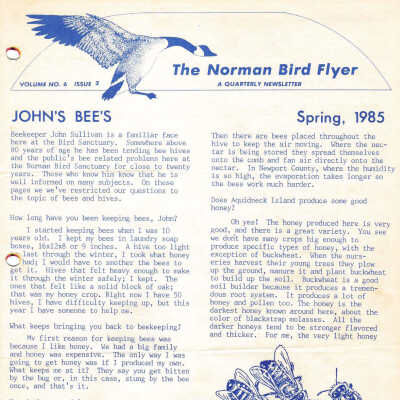 The Norman Bird Flyer
VOLUME NO. 6 ISSUE 2
A QUARTERLY NEWSLETTER
JOHN'S BEE'S
Spring, 1985
Beekeeper John Sullivan is a familiar face
here at the Bird Sanctuary. Somewhere above
80 years of age he has been tending bee hives
and the public's bee related problems here at
the Norman Bird Sanctuary for close to twenty
years. Those who know him know that he is
well informed on many subjects. On these
pages we we've restricted our questions to
the topic of bees and hives.
How long have you been keeping bees, John?
I started keeping bees when I was 10
years old. I kept my bees in laundry soap
boxes, 16x12x8 or 9 inches. A hive too light
last through the winter, I took what honey
had; I would have to another the bees to
get it. Hives that felt heavy enough to make
it through the winter safely; I kept. The
ones that felt like a solid block of oak;
that was my honey crop. Right now I have 50
hives, I have difficulty keeping up, but this
year I have someone to help me.
What keeps bringing you back to beekeeping?
My first reason for keeping bees was
because I like honey. We had a big family
and honey was expensive. The only way I was
going to get honey was if I produced my own.
What keeps me at it? They say you get bitten
by the bug or, in this case, stung by the bee
once, and that's it.
Then there are bees placed throughout the
hive to keep the air moving. Where the nec-
tar is being stored they spread themselves
onto the comb and fan air directly onto the
nectar. In Newport County, where the humidity
is so high, the evaporation takes longer so
the bees work much harder.
Does Aquidneck Island produce some good
honey?
Oh yes! The honey produced here is very
good, and there is a great variety. You see
we don't have many crops big enough to
produce specific types of honey, with the
exception of buckwheat. When the nurs-
eries harvest their young trees they plow
up the ground, manure it and plant buckwheat
to build up the soil. Buckwheat is a good
soil builder because it produces a tremen-
dous root system. It produces a lot of
honey and pollen too. The honey is the
darkest honey known around here, about the
color of blackstrap molasses. All the
darker honeys tend to be stronger flavored
and thicker. For me, the very light honey